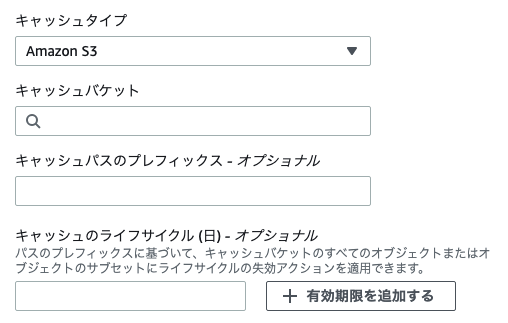 キャッシュタイプ
Amazon S3
キャッシュバケット
キャッシュパスのプレフィックス - オプショナル
キャッシュのライフサイクル (日) - オプショナル
パスのプレフィックスに基づいて、キャッシュバケットのすべてのオブジェクトまたはオ
ブジェクトのサブセットにライフサイクルの失効アクションを適用できます。
+ 有効期限を追加する